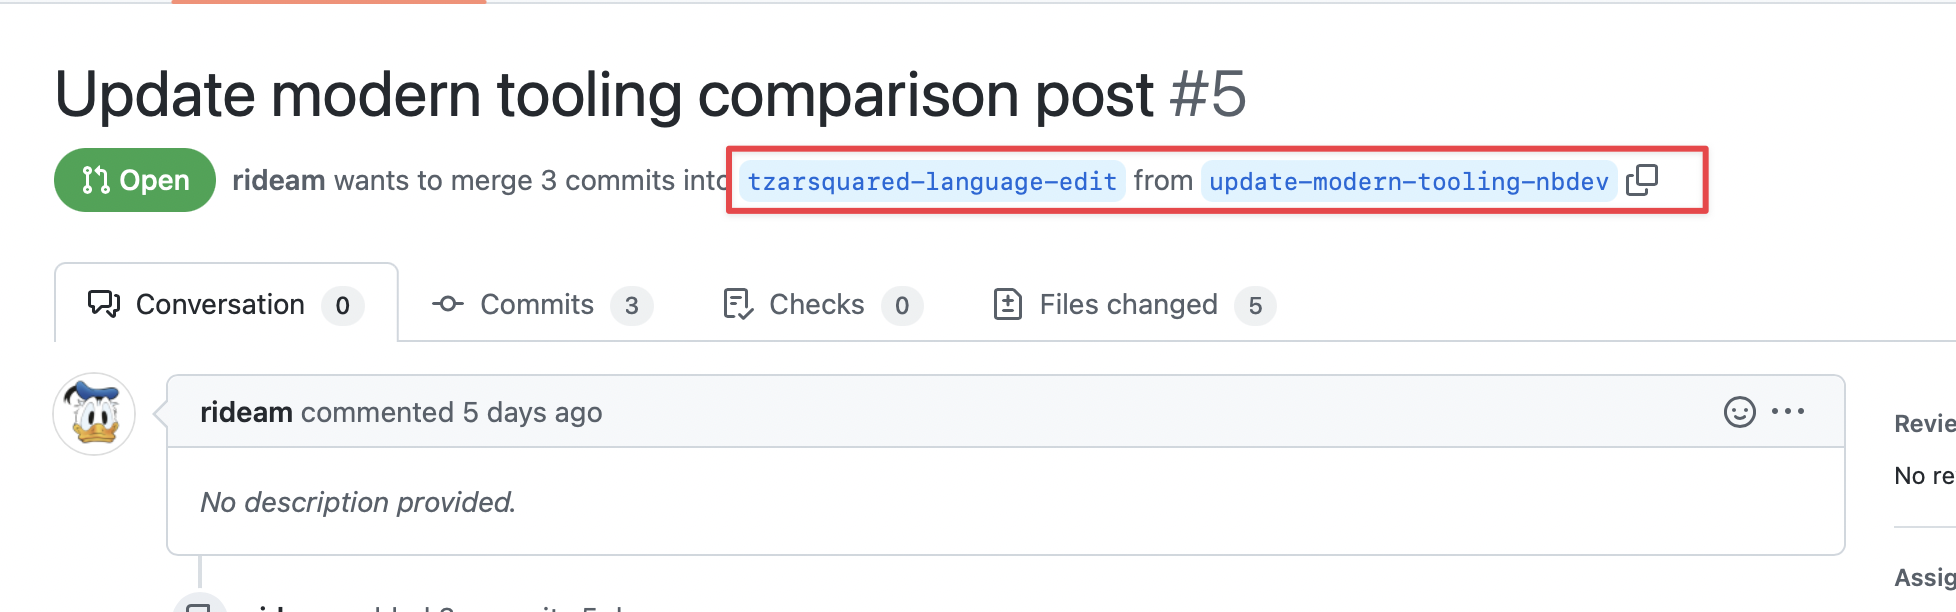 Update modern tooling comparison post #5
Open rideam wants to merge 3 commits into tzarsquared-language-edit from update-modern-tooling-nbdev
Conversation 0 Commits 3 Checks 0 Files changed 5
rideam commented 5 days ago
Revie
No description provided.
No re
Assig